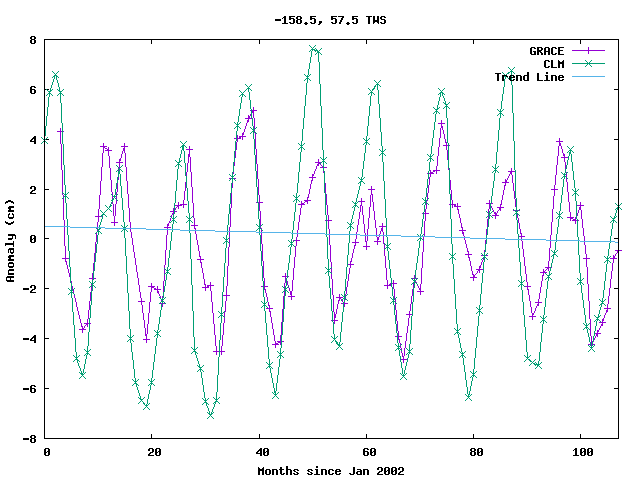 -158.5, 57.5 TWS
GRACE
CLM
Trend Line
8
6
4
2
0
-2
-4
-6
-8
Anomaly (cm)
0 20 40 60 80 100
Months since Jan 2002